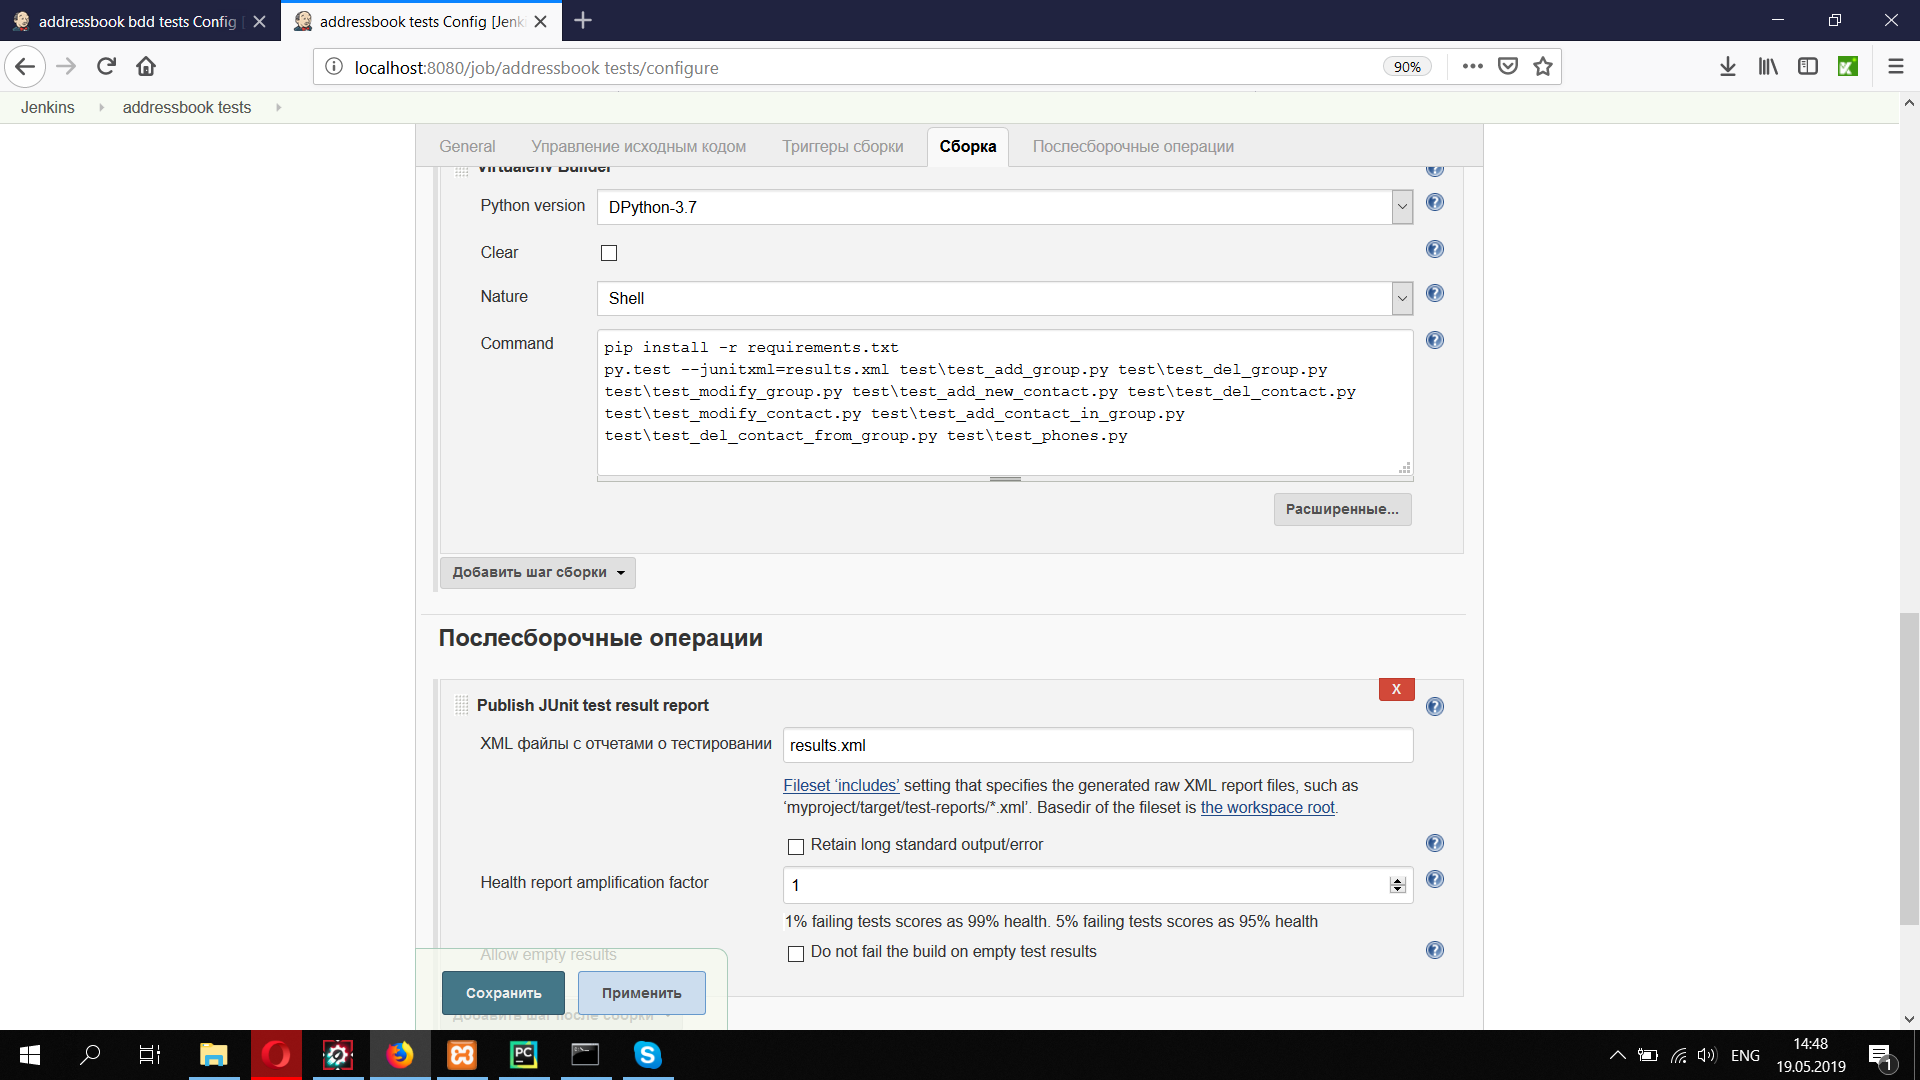 addressbook bdd tests Config [
addressbook tests Config [Jenk
localhost:8080/job/addressbook tests/configure
90%
Jenkins
addressbook tests
General
Управление исходным кодом
Триггеры сборки
Сборка
Послесборочные операции
Virtualenv Builder
Python version
DPython-3.7
Clear
Nature
Shell
Command
pip install -r requirements.txt
py.test --junitxml=results.xml test\test_add_group.py test\test_del_group.py
test\test_modify_group.py test\test_add_new_contact.py test\test_del_contact.py
test\test_modify_contact.py test\test_add_contact_in_group.py
test\test_del_contact_from_group.py test\test_phones.py
Расширенные...
Добавить шаг сборки
Послесборочные операции
X
Publish JUnit test result report
XML файлы с отчетами о тестировании
results.xml
Fileset ‘includes’ setting that specifies the generated raw XML report files, such as
‘myproject/target/test-reports/*.xml’. Basedir of the fileset is the workspace root.
Retain long standard output/error
Health report amplification factor
1
1% failing tests scores as 99% health. 5% failing tests scores as 95% health
Allow empty results
Do not fail the build on empty test results
Сохранить
Применить
Добавить шаг после сборки
ENG
14:48
19.05.2019
1